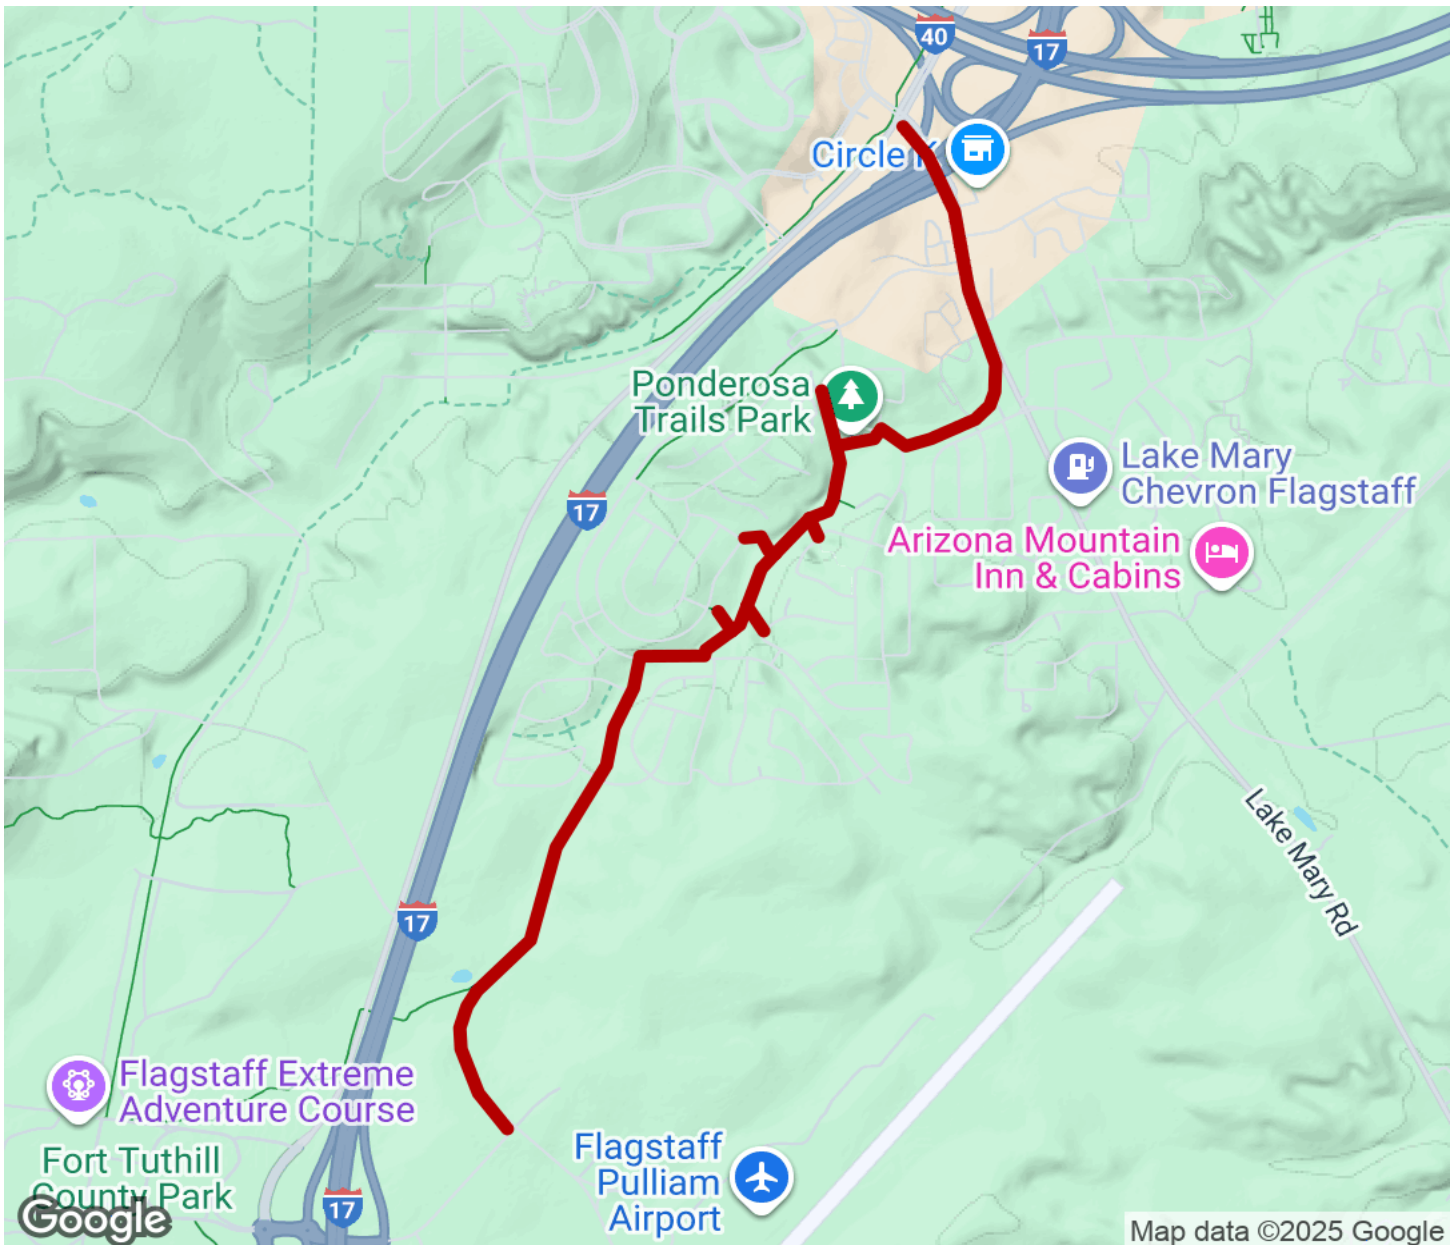 40
17
Circle K
Ponderosa
Trails Park
Lake Mary
Chevron Flagstaff
17
Arizona Mountain
Inn & Cabins
Lake Mary Rd
17
Flagstaff Extreme
Adventure Course
Flagstaff
Pulliam
Airport
Fort Tuthill
County Park
17
Google
Map data ©2025 Google